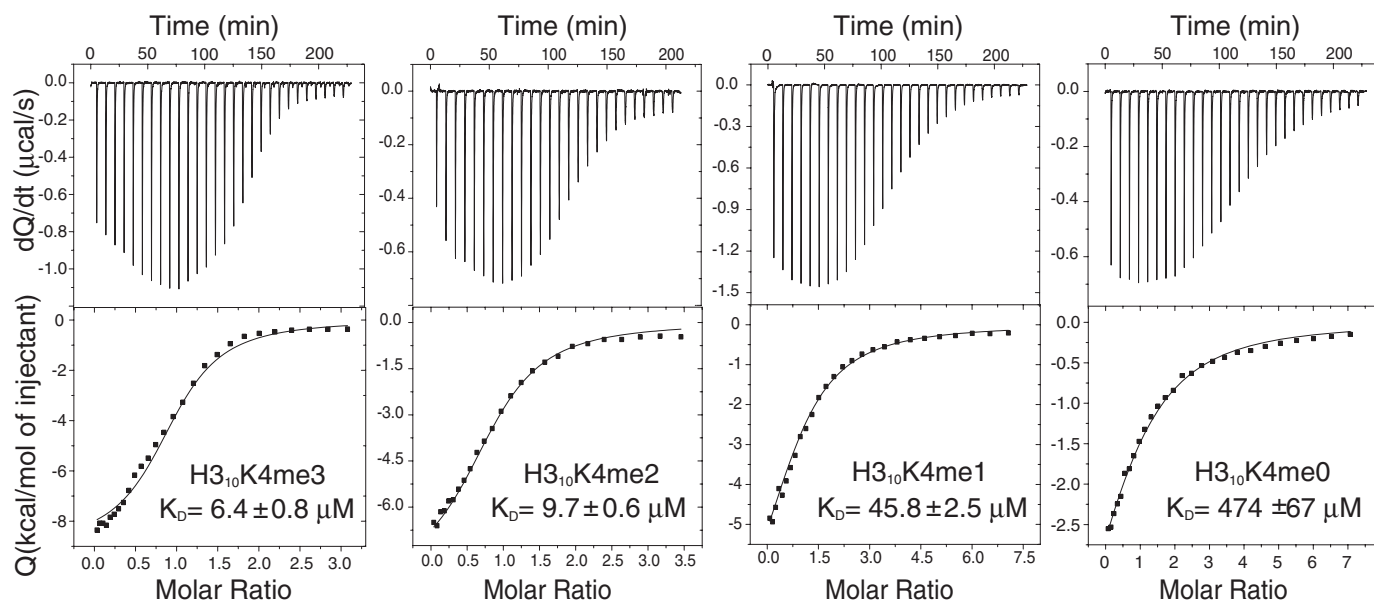 Time (min) Time (min) Time (min) Time (min)
0 50 100 150 200 0 50 100 150 200 0 50 100 150 200 0 50 100 150 200
dQ/dt (µcal/s)
0.0 -0.2 -0.4 -0.6 -0.8 -1.0
0.0 -0.2 -0.4 -0.6
0.0 -0.3 -0.6 -0.9 -1.2 -1.5
0.0 -0.2 -0.4 -0.6
Q(kcal/mol of injectant)
0 -2 -4 -6 -8
0.0 -1.5 -3.0 -4.5 -6.0
0 -1 -2 -3 -4 -5
0.0 -0.5 -1.0 -1.5 -2.0 -2.5
H3₁₀K4me3
K_D= 6.4±0.8 µM
H3₁₀K4me2
K_D= 9.7±0.6 µM
H3₁₀K4me1
K_D= 45.8±2.5 µM
H3₁₀K4me0
K_D= 474 ±67 µM
0.0 0.5 1.0 1.5 2.0 2.5 3.0 0.0 0.5 1.0 1.5 2.0 2.5 3.0 3.5 0.0 1.5 3.0 4.5 6.0 7.5 0 1 2 3 4 5 6 7
Molar Ratio Molar Ratio Molar Ratio Molar Ratio